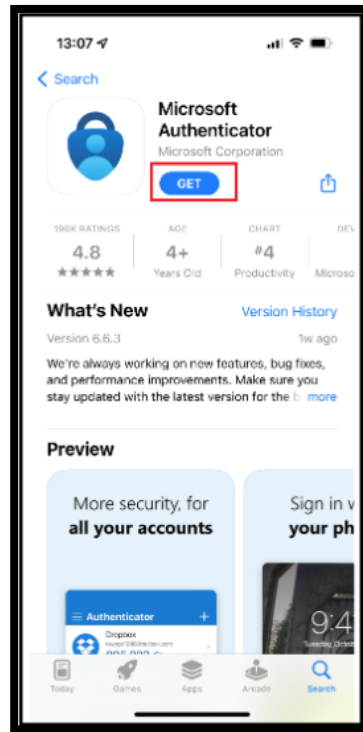 13:07
Search
Microsoft
Authenticator
Microsoft Corporation
GET
190K RATINGS
AGE
CHART
DEV
4.8
4+
#4
Years Old
Productivity
Microso
What's New
Version History
Version 6.6.3
1w ago
We're always working on new features, bug fixes,
and performance improvements. Make sure you
stay updated with the latest version for the b more
Preview
More security, for
all your accounts
Sign in v
your ph
Authenticator
Dropbox
9:4
Today
Games
Apps
Arcade
Search